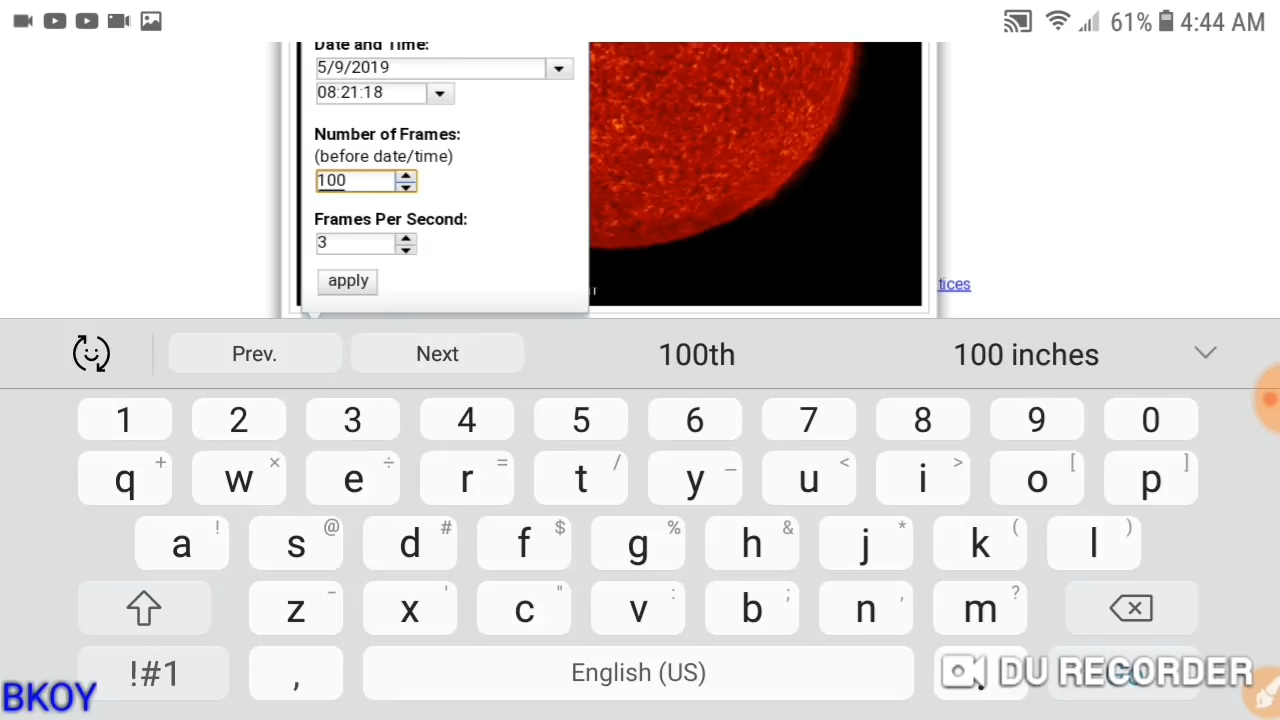 61% 4:44 AM
Date and Time:
5/9/2019
08:21:18
Number of Frames:
(before date/time)
100
Frames Per Second:
3
apply
tices
Prev. Next 100th 100 inches
1 2 3 4 5 6 7 8 9 0
q + w × e ÷ r = t / y _ u < i > o [ p ]
a ! s @ d # f $ g % h & j * k ( l )
z - x ' c " v : b ; n , m ?
!#1 , English (US) .
DU RECORDER
BKOY